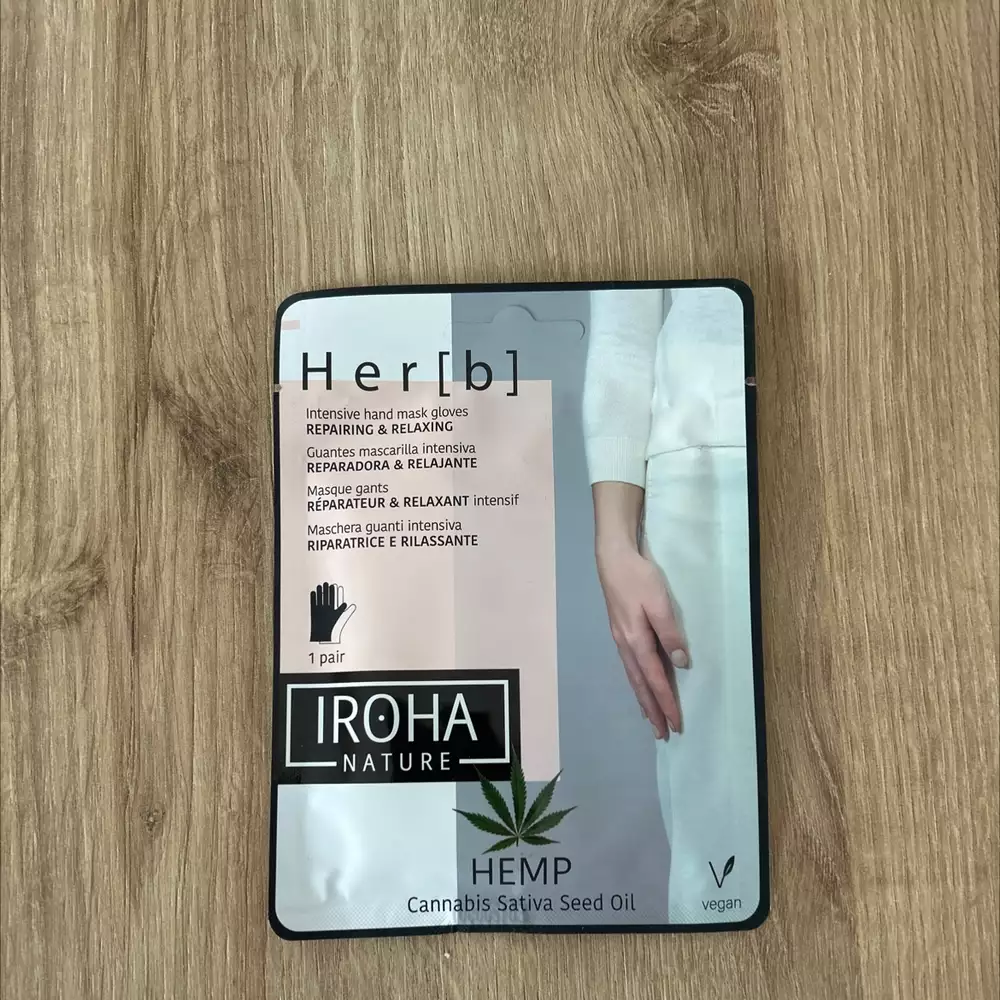 Her[b]
Intensive hand mask gloves
REPAIRING & RELAXING
Guantes mascarilla intensiva
REPARADORA & RELAJANTE
Masque gants
RÉPARATEUR & RELAXANT intensif
Maschera guanti intensiva
RIPARATRICE E RILASSANTE
1 pair
IROHA
NATURE
HEMP
Cannabis Sativa Seed Oil
vegan